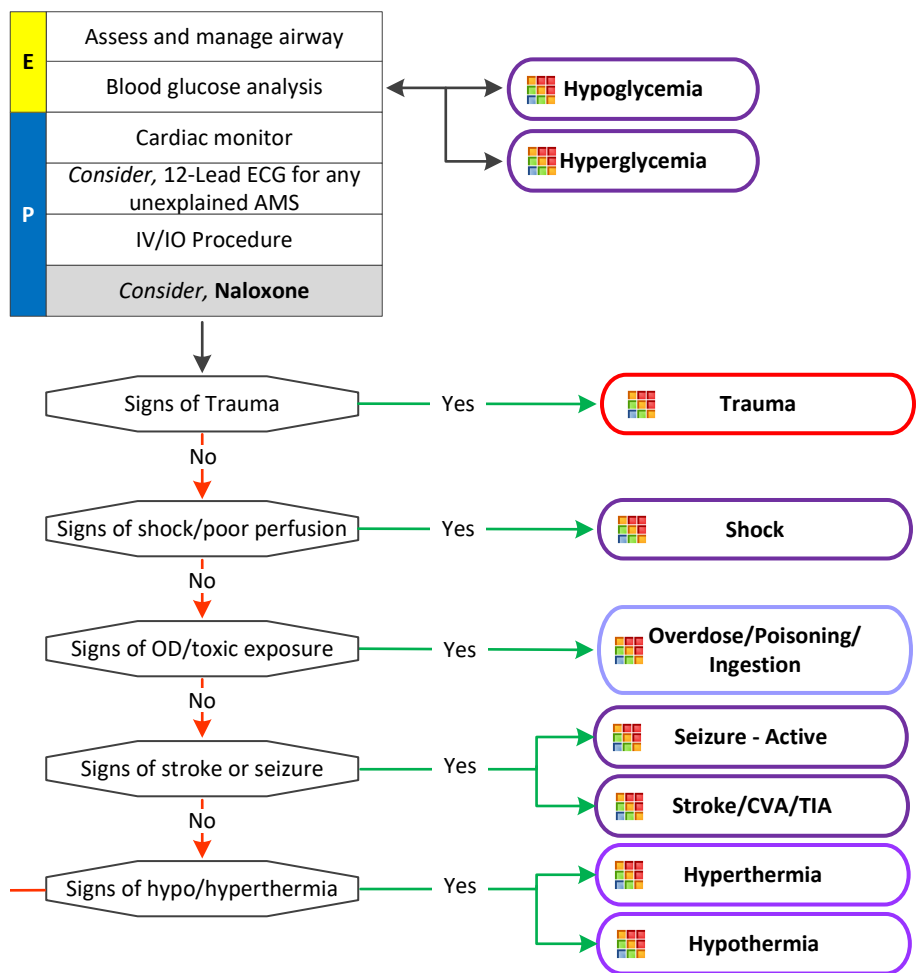 E
Assess and manage airway
Blood glucose analysis
Hypoglycemia
Hyperglycemia
P
Cardiac monitor
Consider, 12-Lead ECG for any
unexplained AMS
IV/IO Procedure
Consider, Naloxone
Signs of Trauma
Yes
Trauma
No
Signs of shock/poor perfusion
Yes
Shock
No
Signs of OD/toxic exposure
Yes
Overdose/Poisoning/
Ingestion
No
Signs of stroke or seizure
Yes
Seizure - Active
Stroke/CVA/TIA
No
Signs of hypo/hyperthermia
Yes
Hyperthermia
Hypothermia